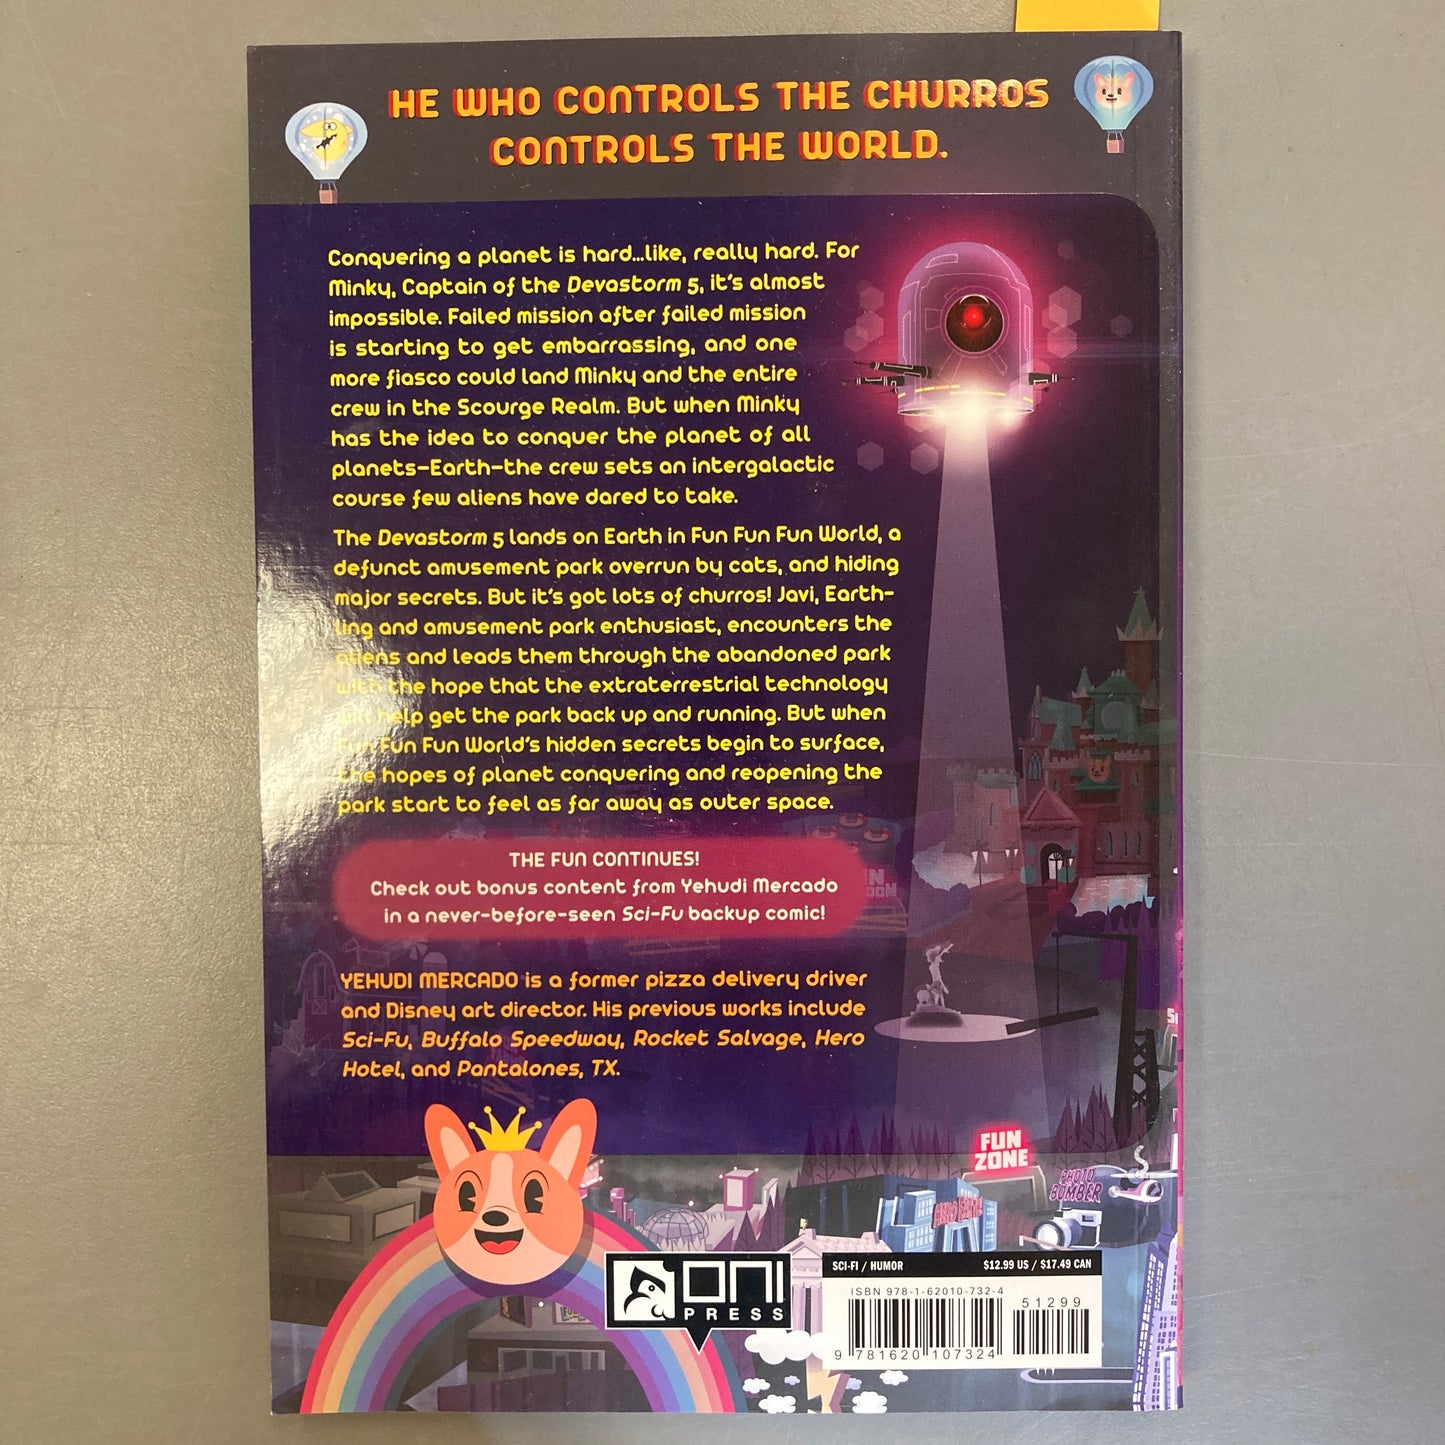 HE WHO CONTROLS THE CHURROS
CONTROLS THE WORLD.
Conquering a planet is hard...like, really hard. For
Minky, Captain of the Devastorm 5, it's almost
impossible. Failed mission after failed mission
is starting to get embarrassing, and one
more fiasco could land Minky and the entire
crew in the Scourge Realm. But when Minky
has the idea to conquer the planet of all
planets—Earth—the crew sets an intergalactic
course few aliens have dared to take.
The Devastorm 5 lands on Earth in Fun Fun Fun World, a
defunct amusement park overrun by cats, and hiding
major secrets. But it's got lots of churros! Javi, Earth-
ling and amusement park enthusiast, encounters the
aliens and leads them through the abandoned park
with the hope that the extraterrestrial technology
will help get the park back up and running. But when
Fun Fun Fun World's hidden secrets begin to surface,
the hopes of planet conquering and reopening the
park start to feel as far away as outer space.
THE FUN CONTINUES!
Check out bonus content from Yehudi Mercado
in a never-before-seen Sci-Fu backup comic!
YEHUDI MERCADO is a former pizza delivery driver
and Disney art director. His previous works include
Sci-Fu, Buffalo Speedway, Rocket Salvage, Hero
Hotel, and Pantalones, TX.
FUN
ZONE
PHOTO
BOMBER
ONI
PRESS
SCI-FI / HUMOR $12.99 US / $17.49 CAN
ISBN 978-1-62010-732-4
51299
9 781620 107324